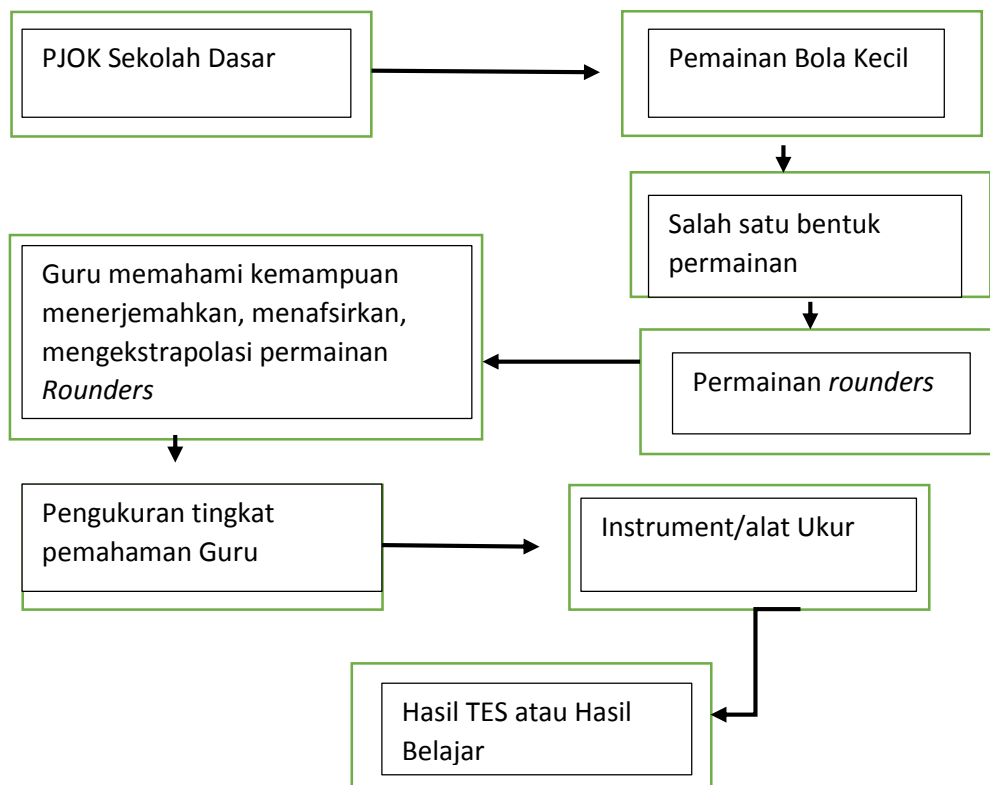 PJOK Sekolah Dasar
Pemainan Bola Kecil
Salah satu bentuk
permainan
Permainan rounders
Guru memahami kemampuan
menerjemahkan, menafsirkan,
mengekstrapolasi permainan
Rounders
Pengukuran tingkat
pemahaman Guru
Instrument/alat Ukur
Hasil TES atau Hasil
Belajar